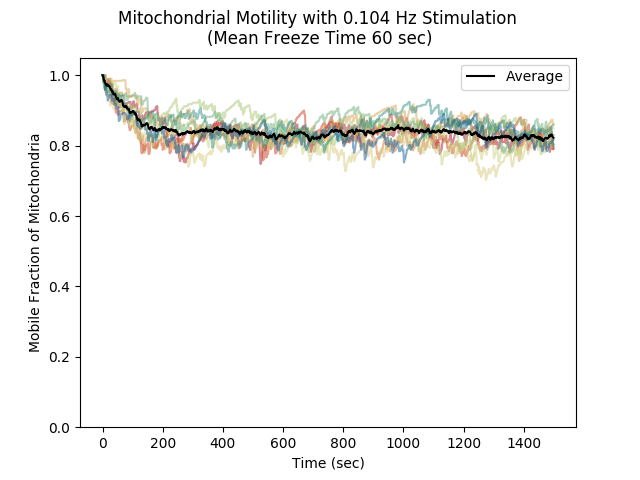 Mitochondrial Motility with 0.104 Hz Stimulation
(Mean Freeze Time 60 sec)
Average
1.0
0.8
0.6
0.4
0.2
0.0
Mobile Fraction of Mitochondria
0 200 400 600 800 1000 1200 1400
Time (sec)